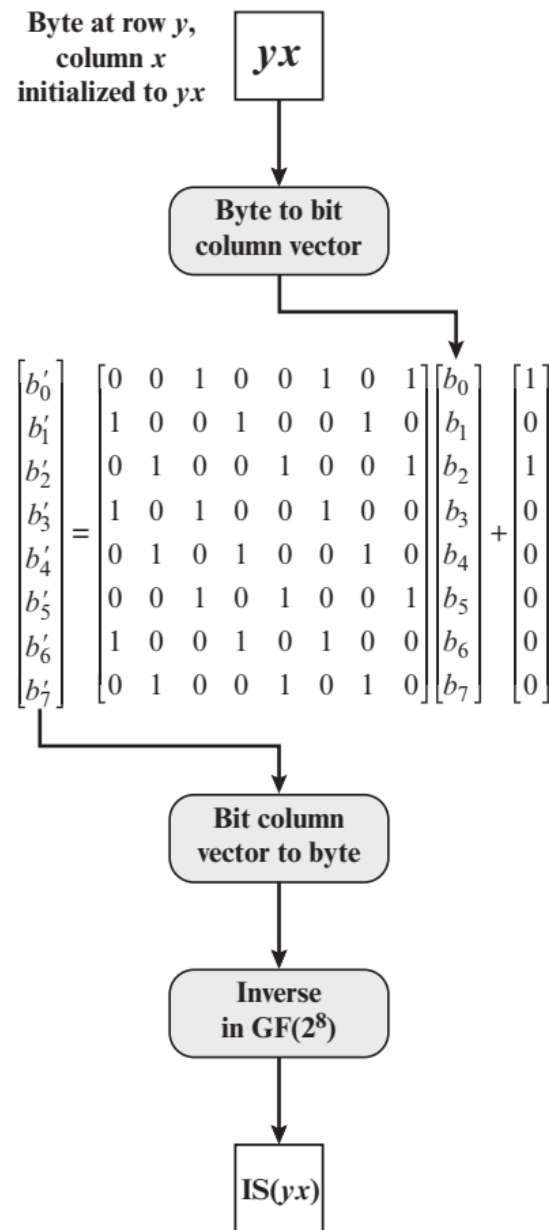 Byte at row y,
column x
initialized to yx
yx
Byte to bit
column vector
b′0 0 0 1 0 0 1 0 1 b0 1
b′1 1 0 0 1 0 0 1 0 b1 0
b′2 0 1 0 0 1 0 0 1 b2 1
b′3 1 0 1 0 0 1 0 0 b3 0
b′4 = 0 1 0 1 0 0 1 0 b4 + 0
b′5 0 0 1 0 1 0 0 1 b5 0
b′6 1 0 0 1 0 1 0 0 b6 0
b′7 0 1 0 0 1 0 1 0 b7 0
Bit column
vector to byte
Inverse
in GF(2⁸)
IS(yx)